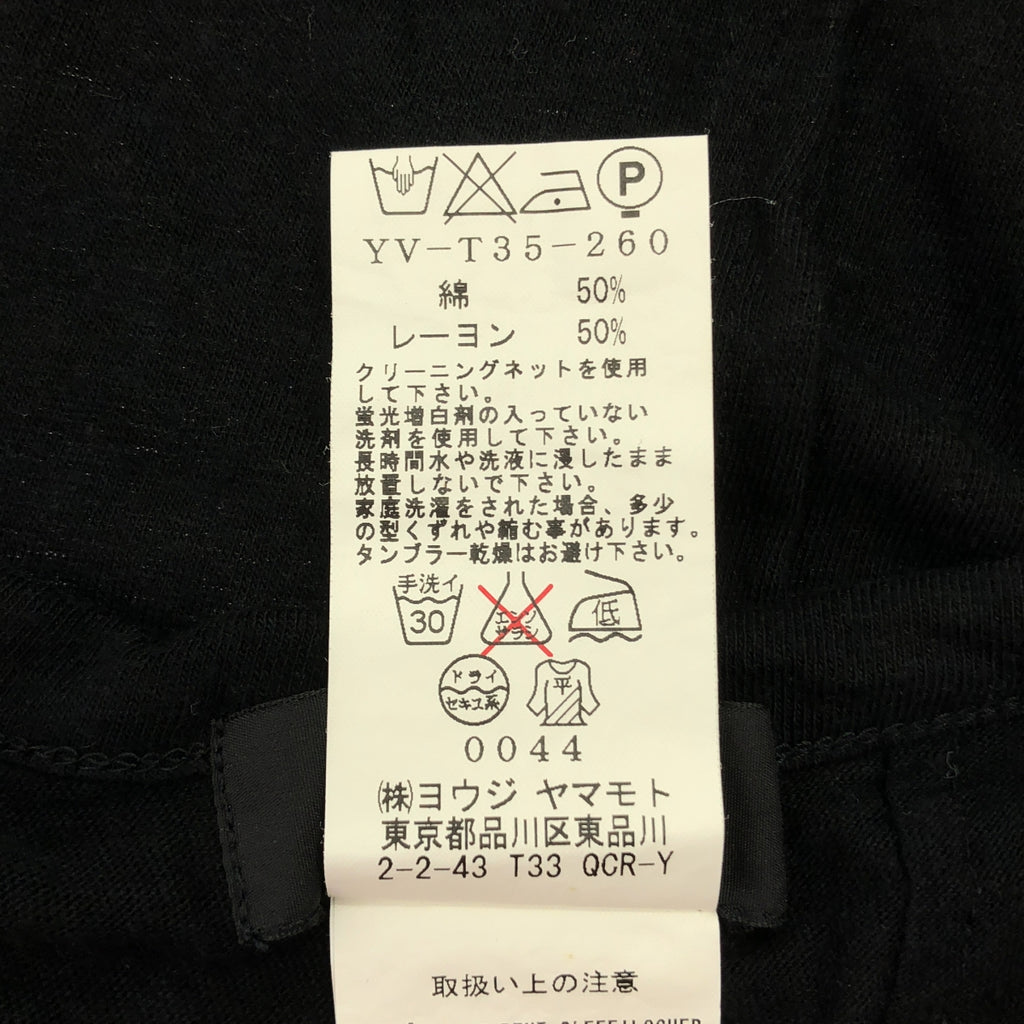 P
YV-T35-260
綿 50%
レーヨン 50%
クリーニングネットを使用
して下さい。
蛍光増白剤の入っていない
洗剤を使用して下さい。
長時間水や洗液に浸したまま
放置しないで下さい。
家庭洗濯をされた場合、多少
の型くずれや縮む事があります。
タンブラー乾燥はお避け下さい。
手洗イ
30
エンソ
サラシ
低
ドライ
セキユ系
平
0044
㈱ヨウジ ヤマモト
東京都品川区東品川
2-2-43 T33 QCR-Y
取扱い上の注意